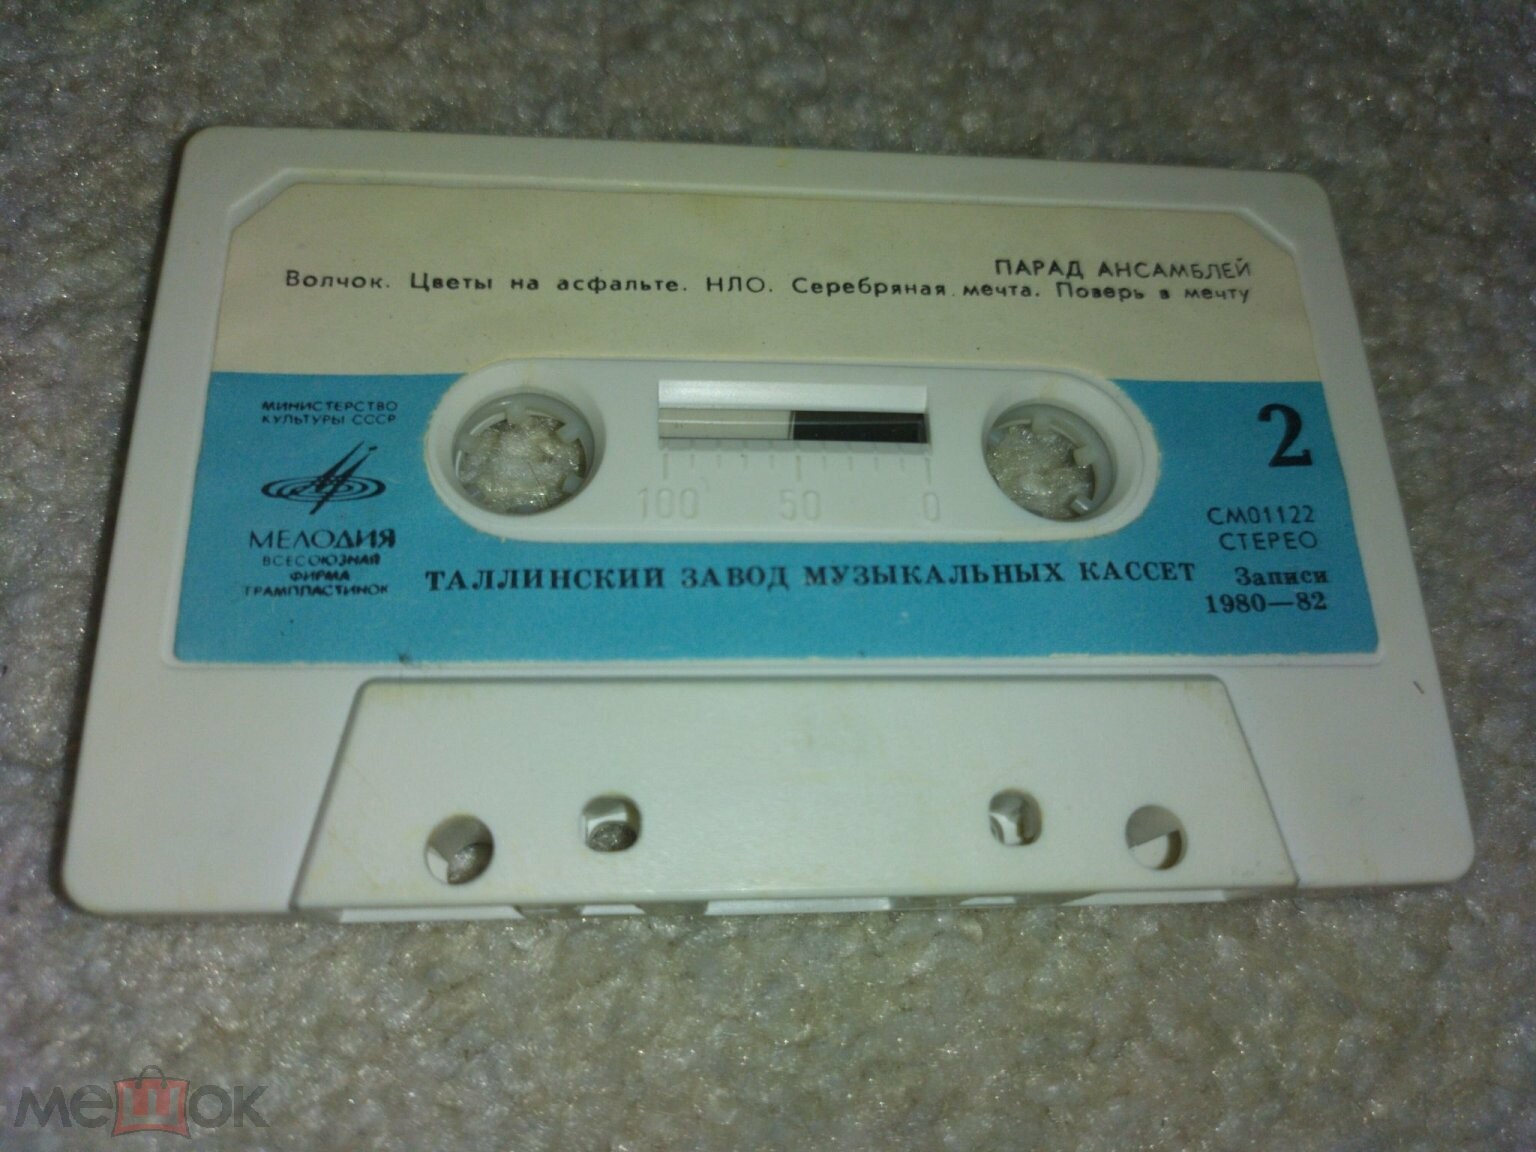 ПАРАД АНСАМБЛЕЙ
Волчок. Цветы на асфальте. НЛО. Серебряная мечта. Поверь в мечту
МИНИСТЕРСТВО
КУЛЬТУРЫ СССР
МЕЛОДИЯ
ВСЕСОЮЗНАЯ
ФИРМА
ГРАМПЛАСТИНОК
100 50 0
2
СМ01122
СТЕРЕО
Записи
1980—82
ТАЛЛИНСКИЙ ЗАВОД МУЗЫКАЛЬНЫХ КАССЕТ
мешок